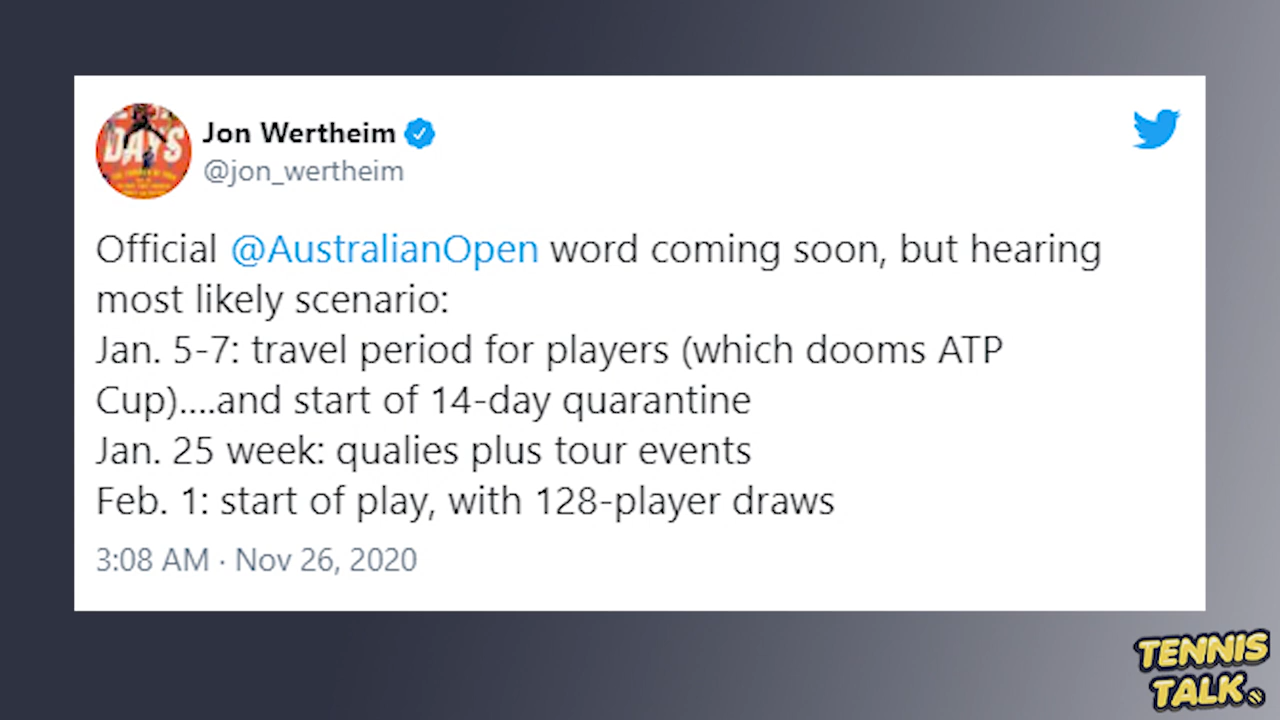 DAYS
Jon Wertheim
@jon_wertheim
Official @AustralianOpen word coming soon, but hearing
most likely scenario:
Jan. 5-7: travel period for players (which dooms ATP
Cup)....and start of 14-day quarantine
Jan. 25 week: qualies plus tour events
Feb. 1: start of play, with 128-player draws
3:08 AM · Nov 26, 2020
TENNIS
TALK